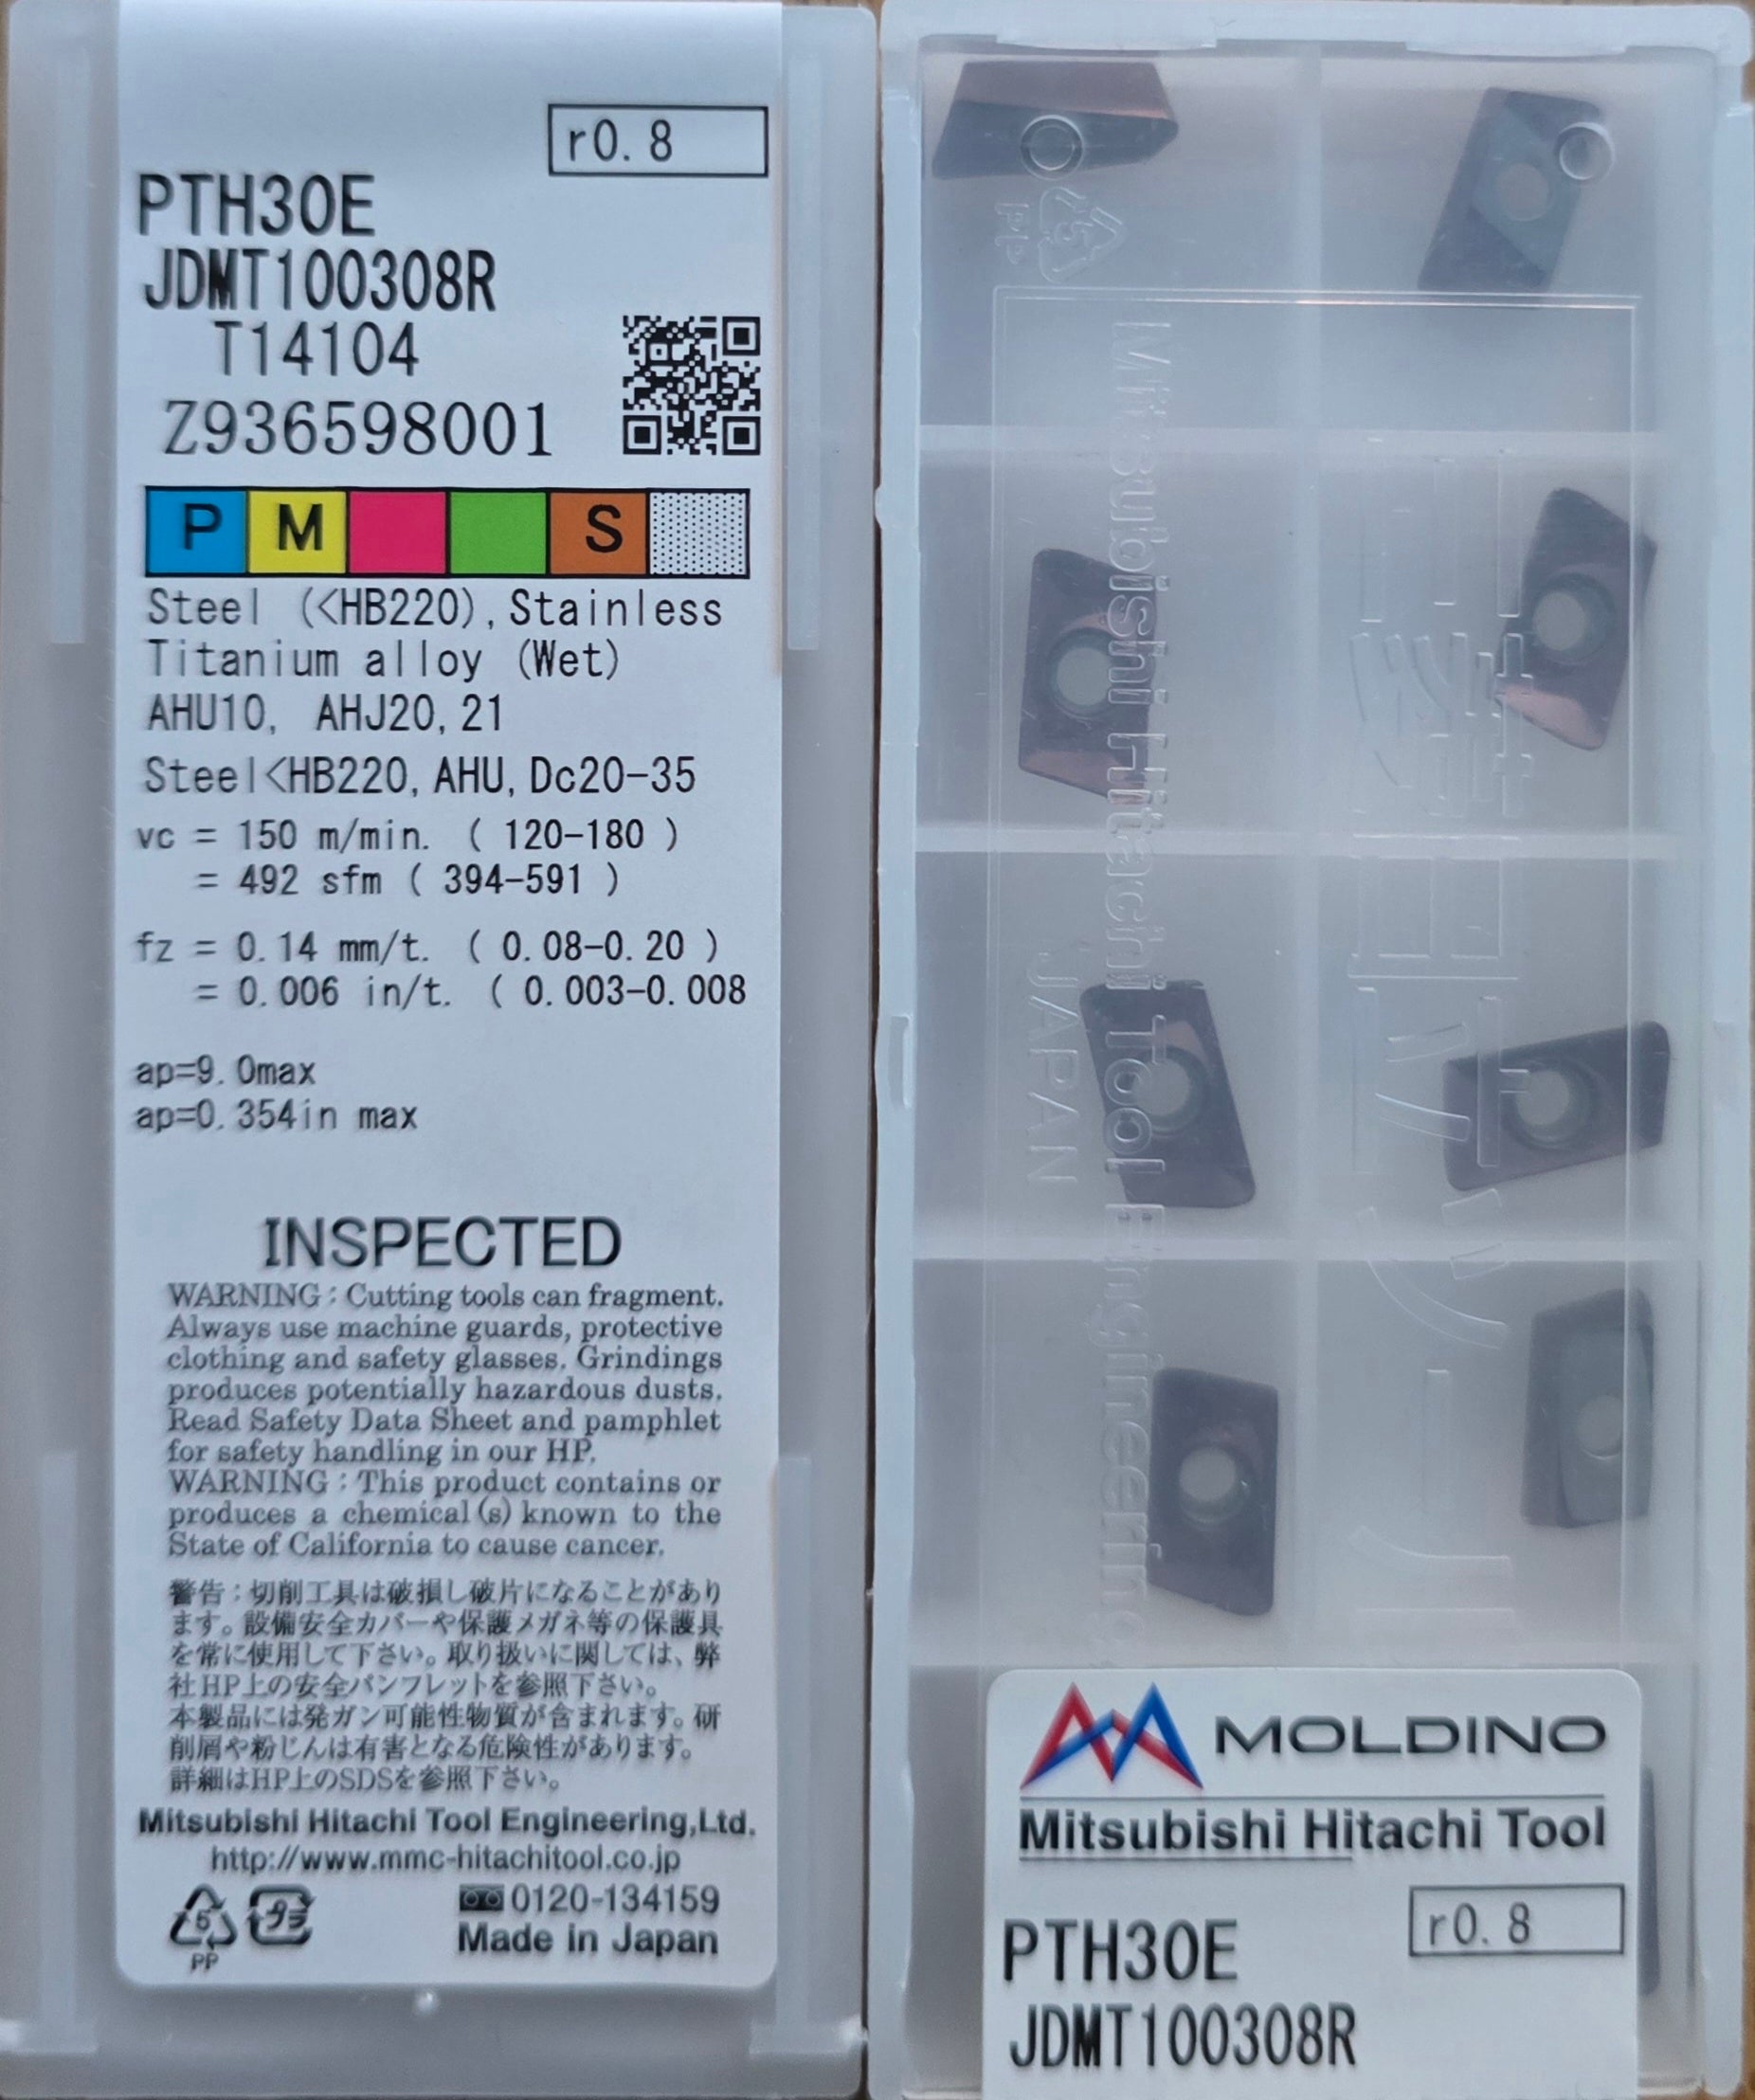 r0.8
PTH30E
JDMT100308R
T14104
Z936598001
P M S
Steel (<HB220), Stainless
Titanium alloy (Wet)
AHU10, AHJ20, 21
Steel<HB220, AHU, Dc20-35
vc = 150 m/min. ( 120-180 )
= 492 sfm ( 394-591 )
fz = 0.14 mm/t. ( 0.08-0.20 )
= 0.006 in/t. ( 0.003-0.008
ap=9.0max
ap=0.354in max
INSPECTED
WARNING : Cutting tools can fragment.
Always use machine guards, protective
clothing and safety glasses. Grindings
produces potentially hazardous dusts.
Read Safety Data Sheet and pamphlet
for safety handling in our HP.
WARNING : This product contains or
produces a chemical (s) known to the
State of California to cause cancer.
警告：切削工具は破損し破片になることがあり
ます。設備安全カバーや保護メガネ等の保護具
を常に使用して下さい。取り扱いに関しては、弊
社HP上の安全パンフレットを参照下さい。
本製品には発ガン可能性物質が含まれます。研
削屑や粉じんは有害となる危険性があります。
詳細はHP上のSDSを参照下さい。
Mitsubishi Hitachi Tool Engineering,Ltd.
http://www.mmc-hitachitool.co.jp
0120-134159
Made in Japan
5
PP
PP
5
Mitsubishi Hitachi Tool Engineering
JAPAN
三菱日立ツール
MOLDINO
Mitsubishi Hitachi Tool
r0.8
PTH30E
JDMT100308R